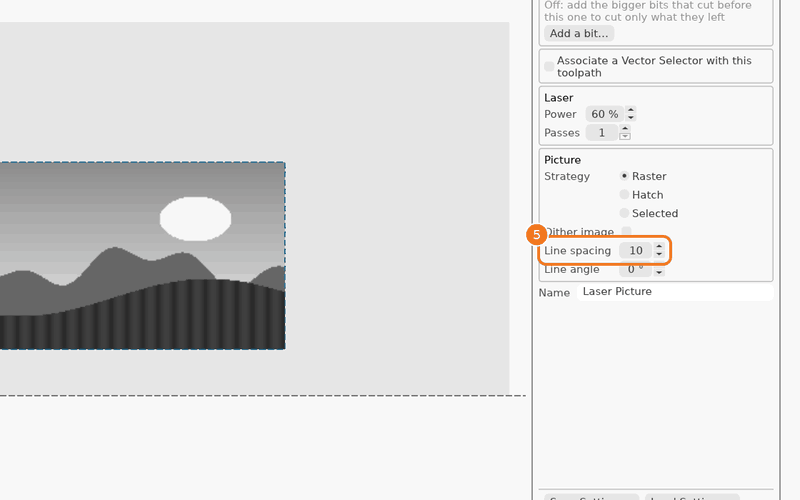 Off: add the bigger bits that cut before
this one to cut only what they left
Add a bit...
Associate a Vector Selector with this
toolpath
Laser
Power 60 %
Passes 1
Picture
Strategy Raster
Hatch
Selected
Dither image
5
Line spacing 10
Line angle 0 °
Name Laser Picture